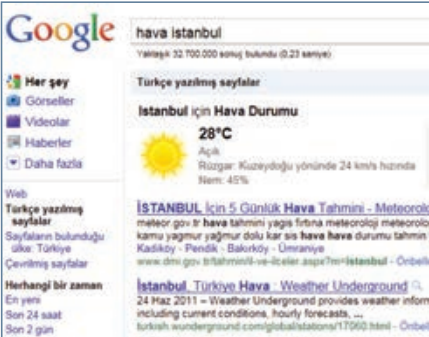 Google
hava istanbul
Yaklaşık 32.700.000 sonuç bulundu (0,23 saniye)
Her şey
Görseller
Videolar
Haberler
Daha fazla
Web
Türkçe yazılmış
sayfalar
Sayfaların bulunduğu
ülke: Türkiye
Çevrilmiş sayfalar
Herhangi bir zaman
En yeni
Son 24 saat
Son 2 gün
Türkçe yazılmış sayfalar
Istanbul için Hava Durumu
28°C
Açık
Rüzgar: Kuzeydoğu yönünde 24 km/s hızında
Nem: 45%
İSTANBUL İçin 5 Günlük Hava Tahmini - Meteorolo
meteor.gov.tr hava tahmini yagis fırtına meteoroloji meteorolo
kamu yagmur yağmur dolu kar sis hava hava durumu tahmin
Kadıköy - Pendik - Bakırköy - Ümraniye
www.dmi.gov.tr/tahmin/il-ve-ilceler.aspx?m=istanbul - Önbelle
İstanbul, Türkiye Hava : Weather Underground
24 Haz 2011 – Weather Underground provides weather inform
including current conditions, hourly forecasts, ...
turkish.wunderground.com/global/stations/17060.html - Önbell